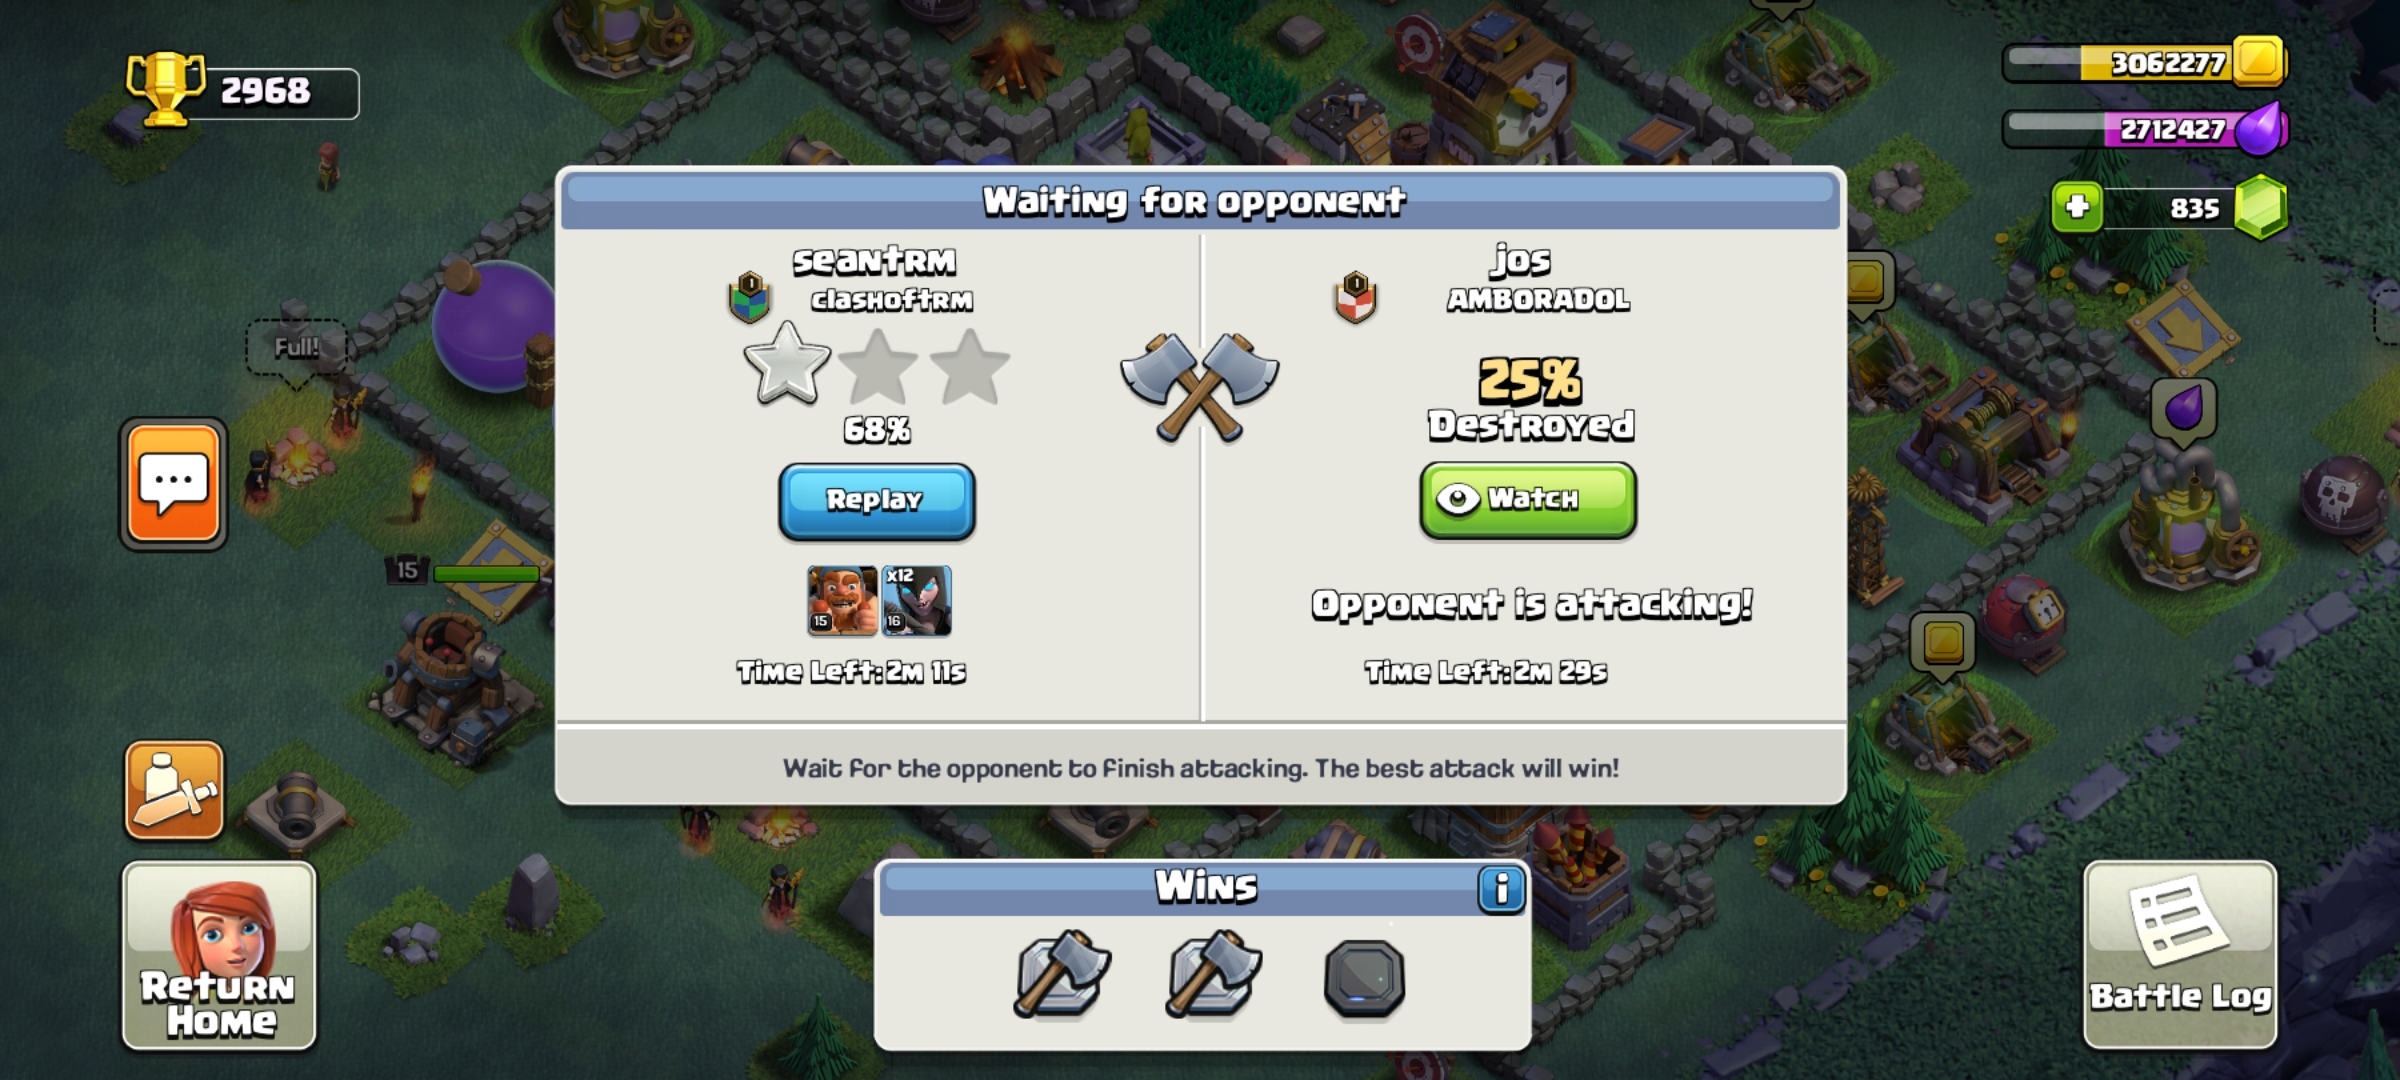 2968
3062277
2712427
835
Full!
15
Waiting for opponent
seantRM
clashoftRM
1
68%
Replay
x12
15
16
Time Left: 2m 11s
jos
AMBORADOL
1
25%
Destroyed
Watch
Opponent is attacking!
Time Left: 2m 29s
Wait for the opponent to finish attacking. The best attack will win!
Wins
i
Return
Home
Battle Log